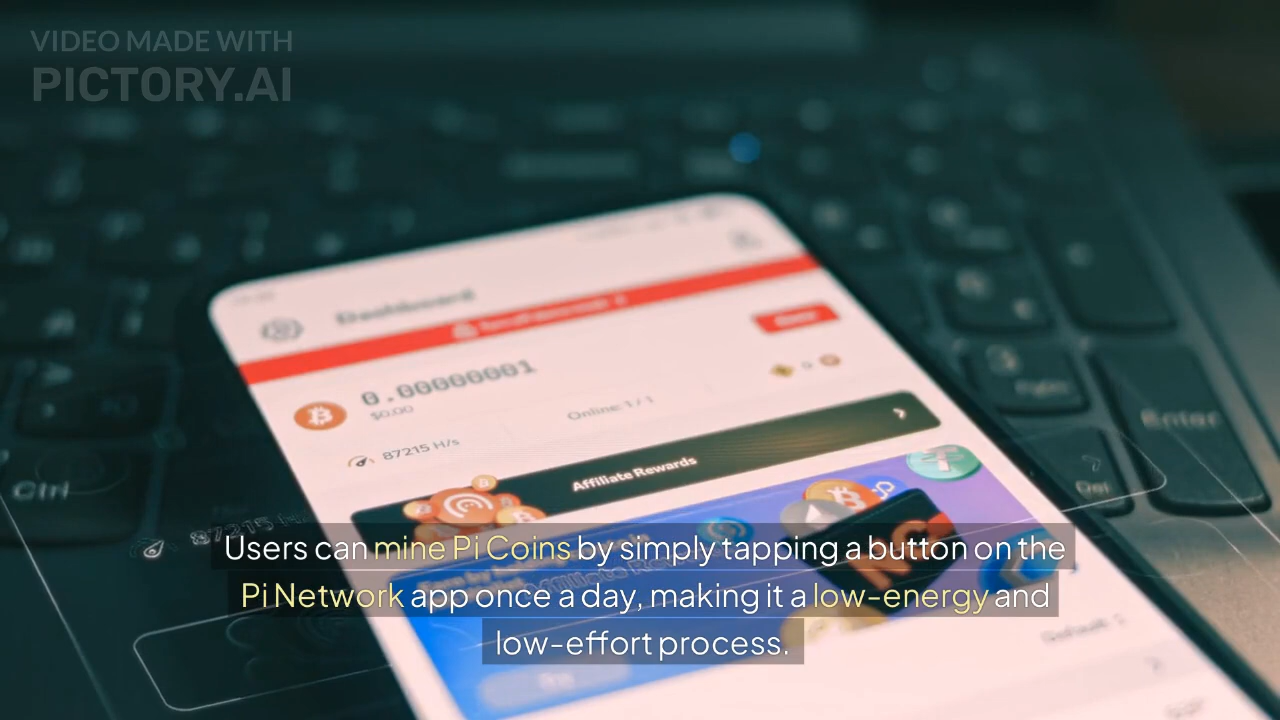 VIDEO MADE WITH
PICTORY.AI
Dashboard
0.00000001
$0.00
87215 H/s
Online: 1 / 1
Affiliate Rewards
Enter
Ctrl
Del
87215 H/
Users can mine Pi Coins by simply tapping a button on the
Pi Network app once a day, making it a low-energy and
low-effort process.